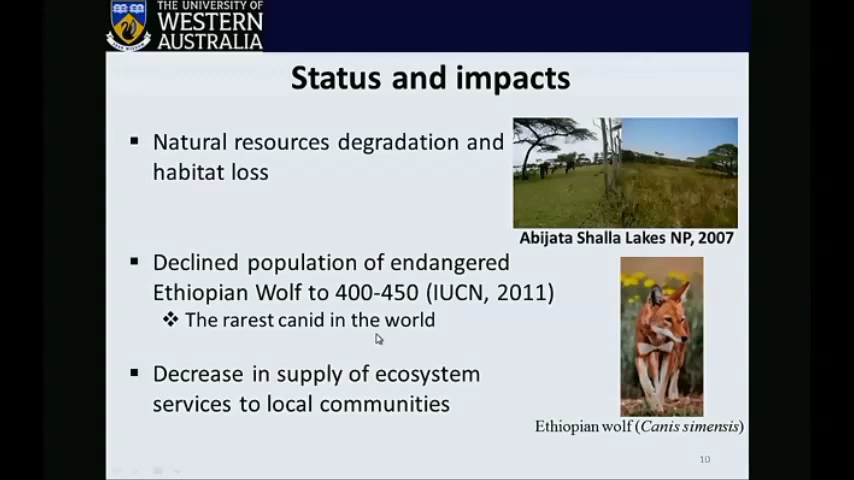 THE UNIVERSITY OF
WESTERN
AUSTRALIA
Status and impacts
▪ Natural resources degradation and
habitat loss
Abijata Shalla Lakes NP, 2007
▪ Declined population of endangered
Ethiopian Wolf to 400-450 (IUCN, 2011)
❖ The rarest canid in the world
▪ Decrease in supply of ecosystem
services to local communities
Ethiopian wolf (Canis simensis)
10